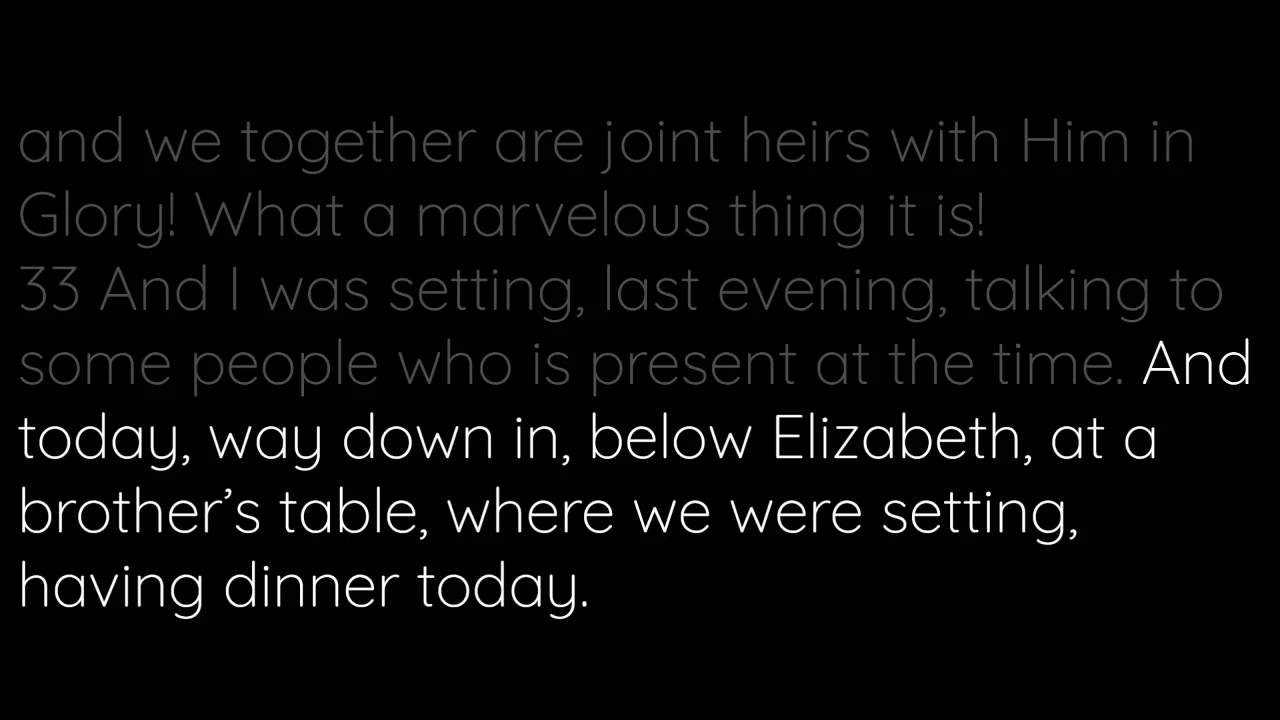 and we together are joint heirs with Him in
Glory! What a marvelous thing it is!
33 And I was setting, last evening, talking to
some people who is present at the time. And
today, way down in, below Elizabeth, at a
brother’s table, where we were setting,
having dinner today.